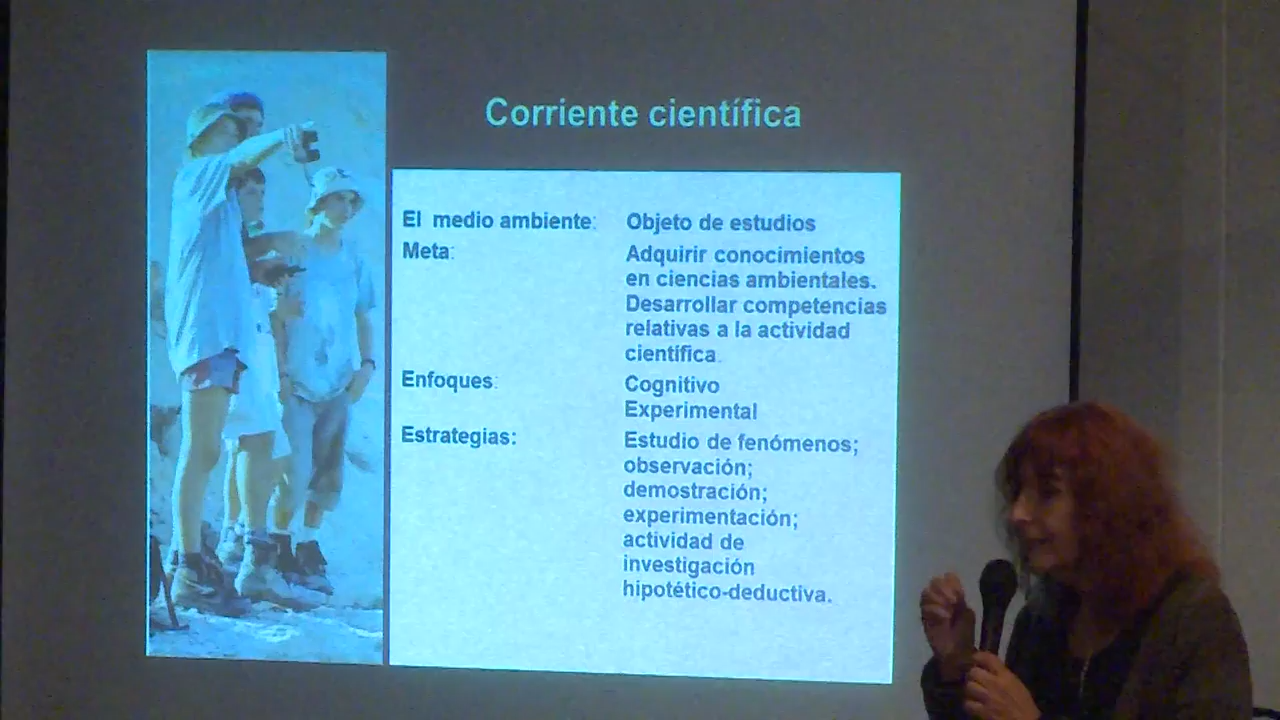 Corriente científica
El medio ambiente: Objeto de estudios
Meta: Adquirir conocimientos
en ciencias ambientales.
Desarrollar competencias
relativas a la actividad
científica.
Enfoques: Cognitivo
Experimental
Estrategias: Estudio de fenómenos;
observación;
demostración;
experimentación;
actividad de
investigación
hipotético-deductiva.